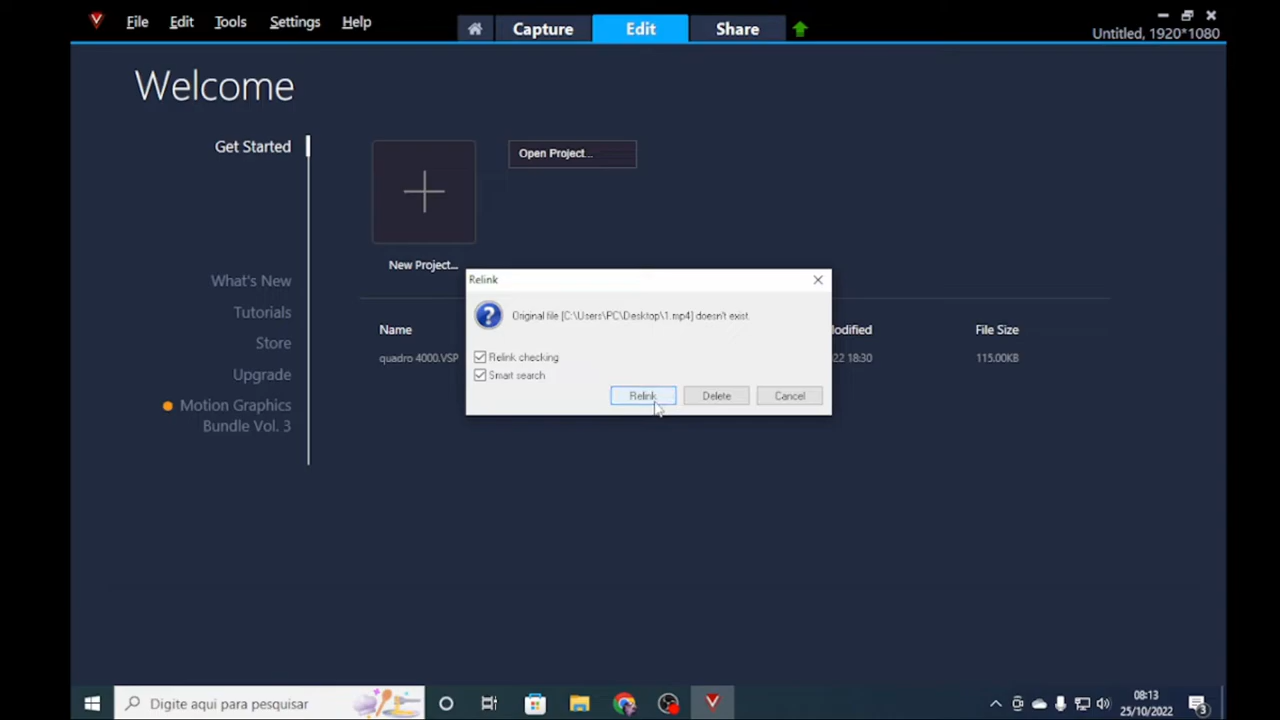 File Edit Tools Settings Help
Capture Edit Share
Untitled, 1920*1080
Welcome
Get Started
Open Project...
New Project...
What's New
Tutorials
Store
Upgrade
Motion Graphics
Bundle Vol. 3
Name
odified
File Size
quadro 4000.VSP
22 18:30
115.00KB
Relink
Original file [C:\Users\PC\Desktop\1.mp4] doesn't exist.
Relink checking
Smart search
Relink Delete Cancel
Digite aqui para pesquisar
08:13
25/10/2022
3